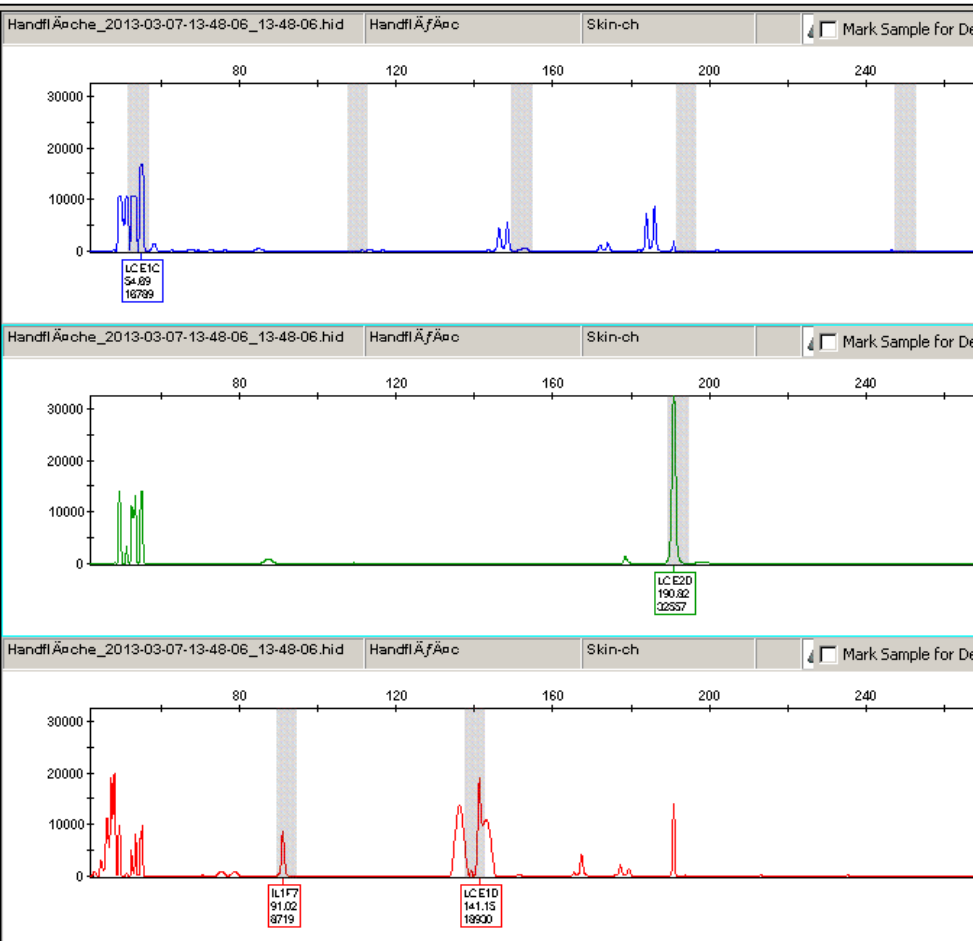 HandflÄ¤che_2013-03-07-13-48-06_13-48-06.hid HandflÄƒÄ¤c Skin-ch Mark Sample for De
80 120 160 200 240
30000
20000
10000
0
LCE1C
54.69
16789
HandflÄ¤che_2013-03-07-13-48-06_13-48-06.hid HandflÄƒÄ¤c Skin-ch Mark Sample for De
80 120 160 200 240
30000
20000
10000
0
LCE2D
190.82
32557
HandflÄ¤che_2013-03-07-13-48-06_13-48-06.hid HandflÄƒÄ¤c Skin-ch Mark Sample for De
80 120 160 200 240
30000
20000
10000
0
IL1F7 LCE1D
91.02 141.15
8719 18930